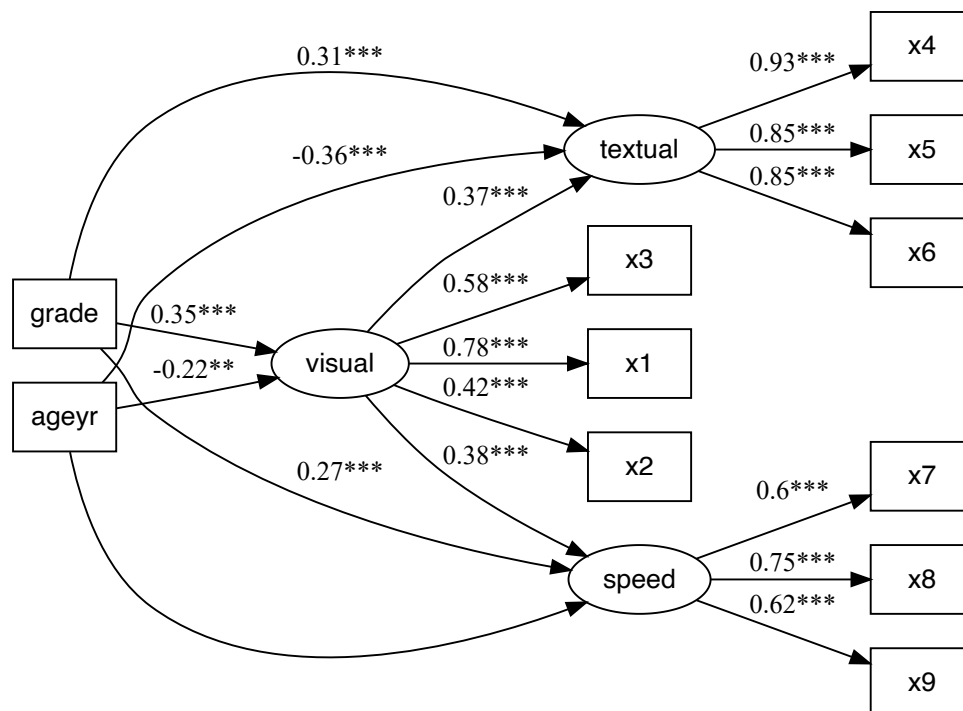 x4
0.31***
0.93***
-0.36***
textual
0.85***
x5
0.85***
0.37***
x6
x3
0.58***
grade
0.35***
visual
0.78***
x1
-0.22**
0.42***
ageyr
x2
0.38***
0.27***
x7
0.6***
speed
0.75***
x8
0.62***
x9